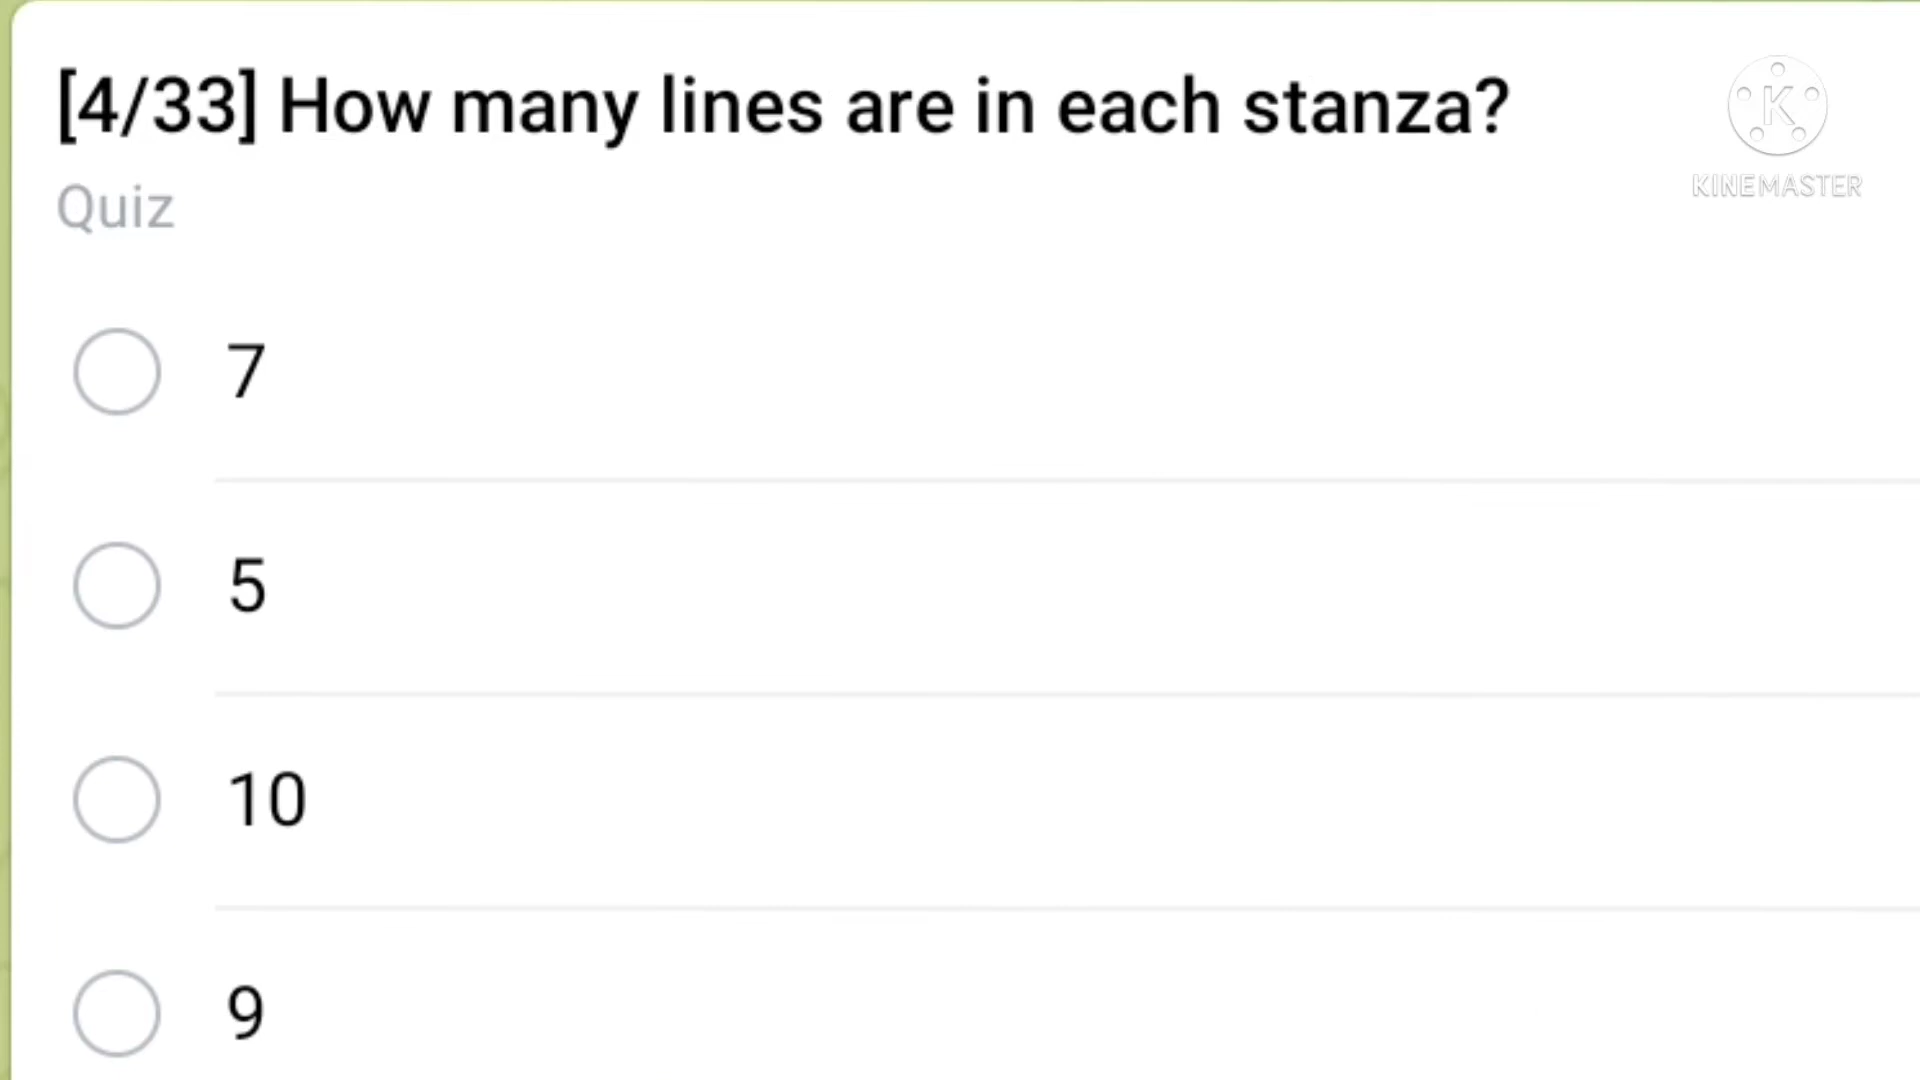 [4/33] How many lines are in each stanza?
K
KINEMASTER
Quiz
7
5
10
9